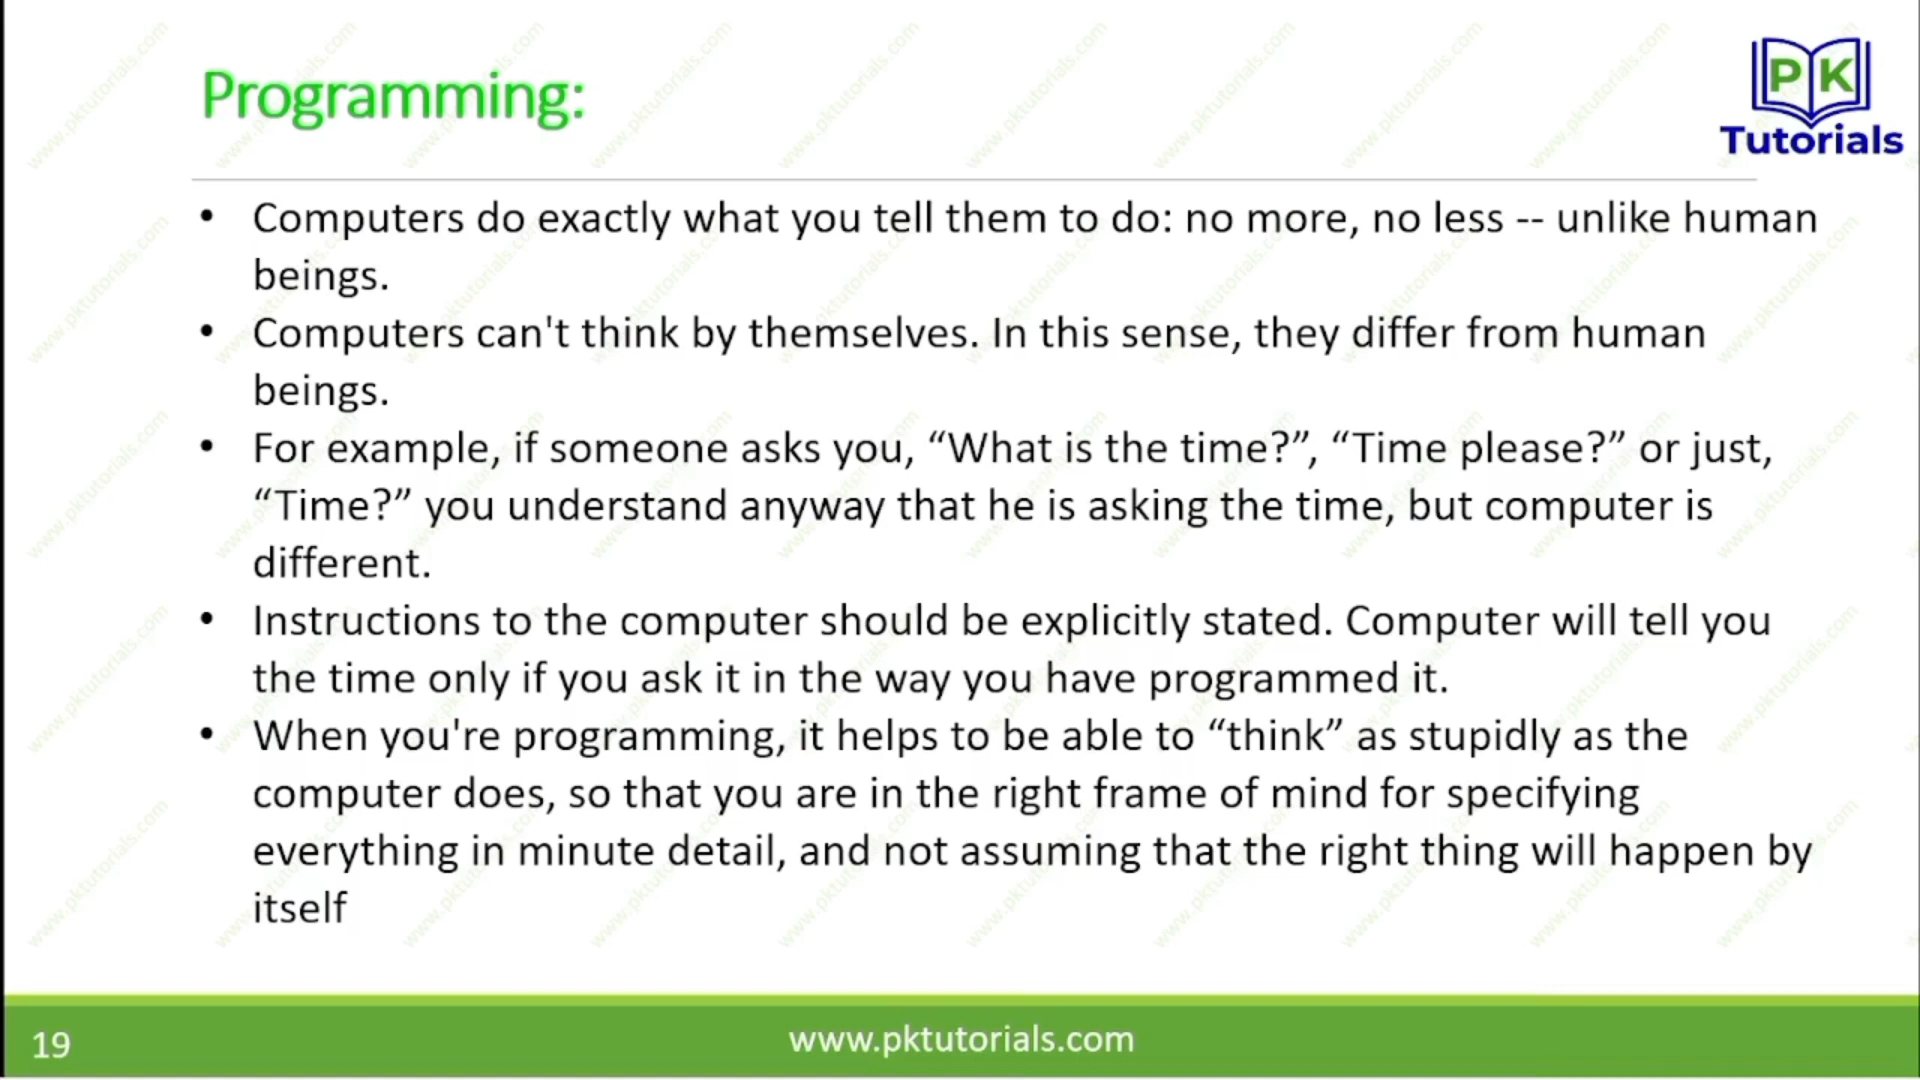 Programming:
PK
Tutorials
• Computers do exactly what you tell them to do: no more, no less -- unlike human
beings.
• Computers can't think by themselves. In this sense, they differ from human
beings.
• For example, if someone asks you, “What is the time?”, “Time please?” or just,
“Time?” you understand anyway that he is asking the time, but computer is
different.
• Instructions to the computer should be explicitly stated. Computer will tell you
the time only if you ask it in the way you have programmed it.
• When you're programming, it helps to be able to “think” as stupidly as the
computer does, so that you are in the right frame of mind for specifying
everything in minute detail, and not assuming that the right thing will happen by
itself
19
www.pktutorials.com